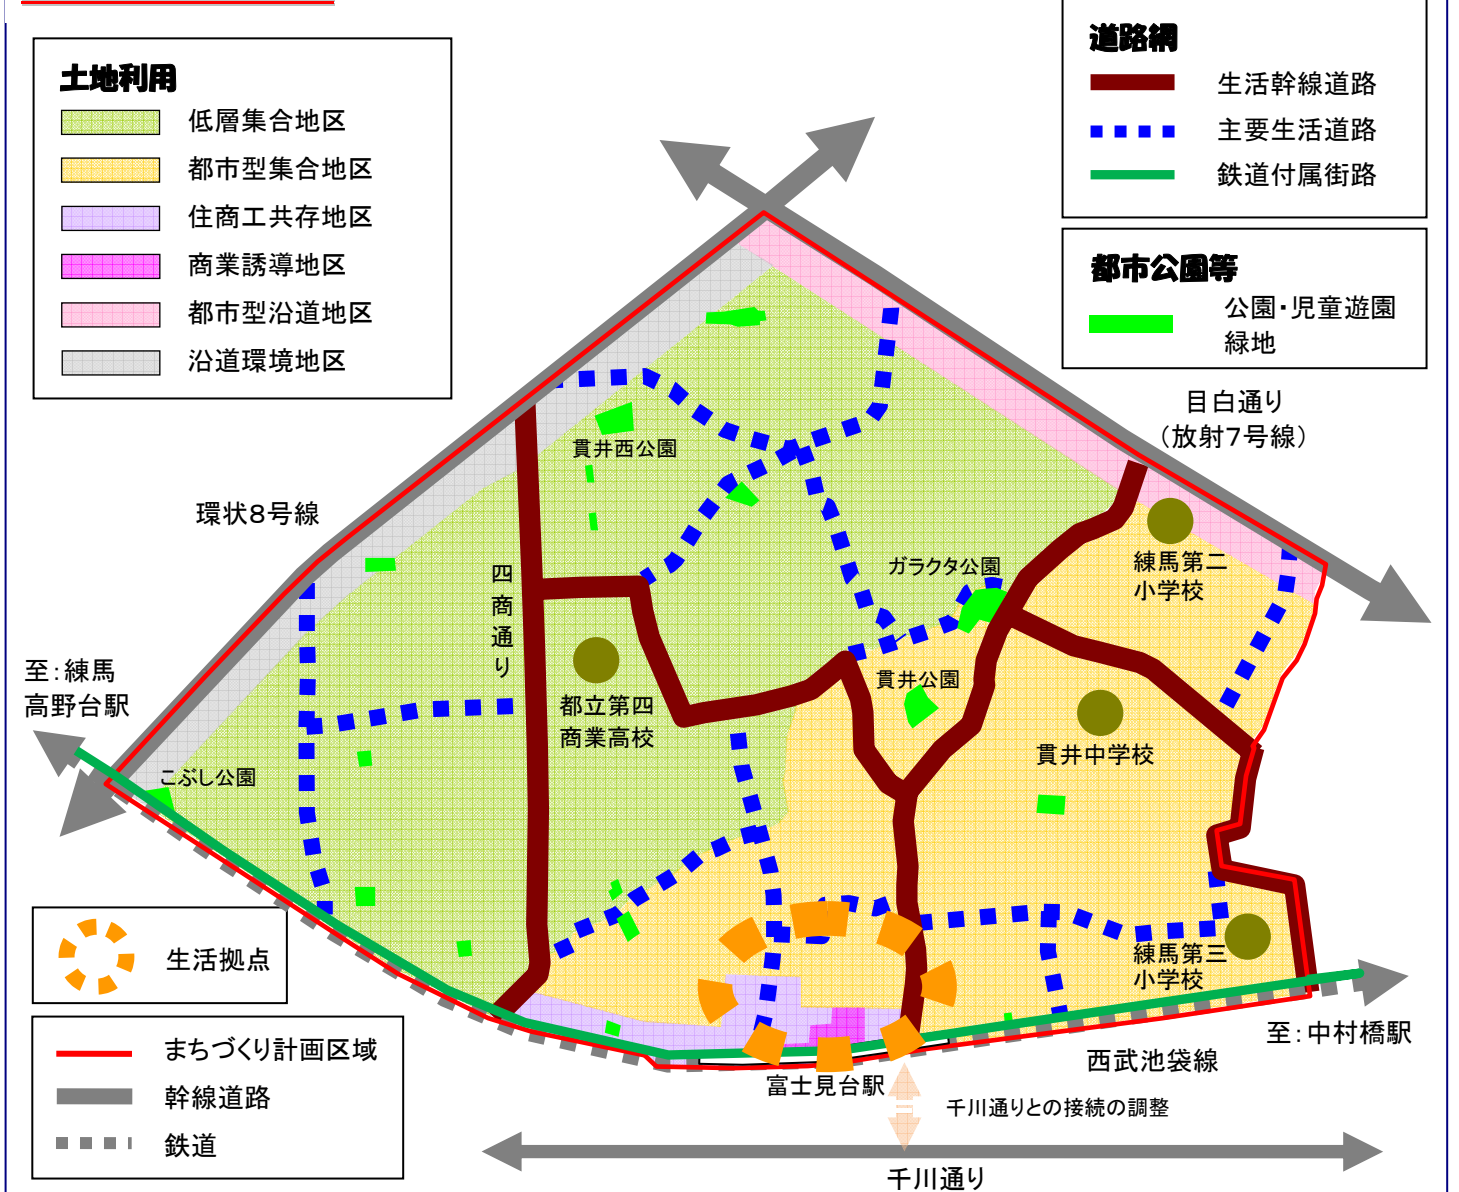 土地利用
低層集合地区
都市型集合地区
住商工共存地区
商業誘導地区
都市型沿道地区
沿道環境地区
道路網
生活幹線道路
主要生活道路
鉄道付属街路
都市公園等
公園・児童遊園
緑地
目白通り
（放射７号線）
環状８号線
貫井西公園
四商通り
ガラクタ公園
練馬第二
小学校
至：練馬
高野台駅
都立第四
商業高校
貫井公園
貫井中学校
こぶし公園
生活拠点
練馬第三
小学校
まちづくり計画区域
幹線道路
鉄道
至：中村橋駅
西武池袋線
富士見台駅
千川通りとの接続の調整
千川通り